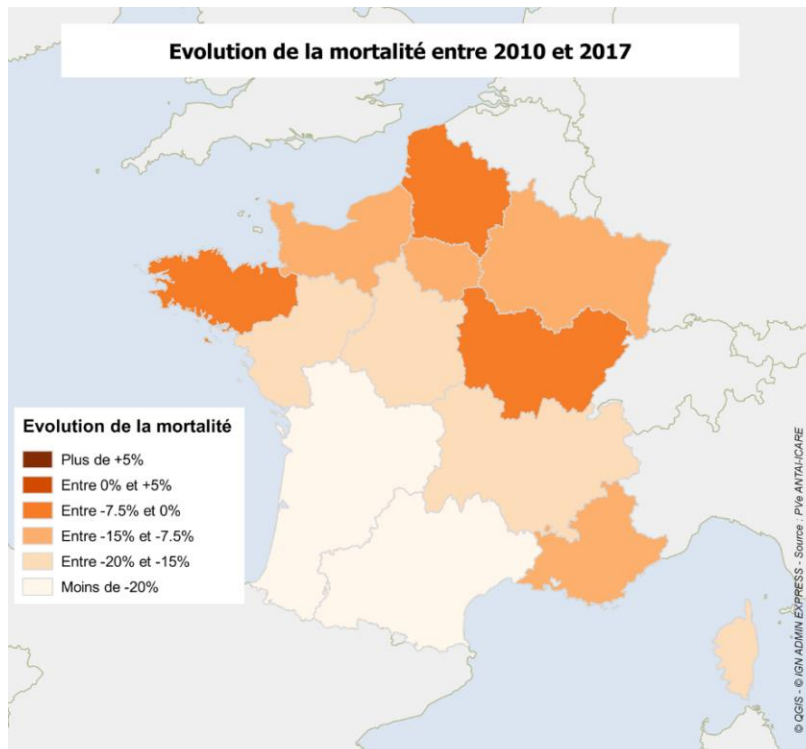 Evolution de la mortalité entre 2010 et 2017
Evolution de la mortalité
Plus de +5%
Entre 0% et +5%
Entre -7.5% et 0%
Entre -15% et -7.5%
Entre -20% et -15%
Moins de -20%
© QGIS - © IGN ADMIN EXPRESS - Source : PVe ANTAI-ICARE